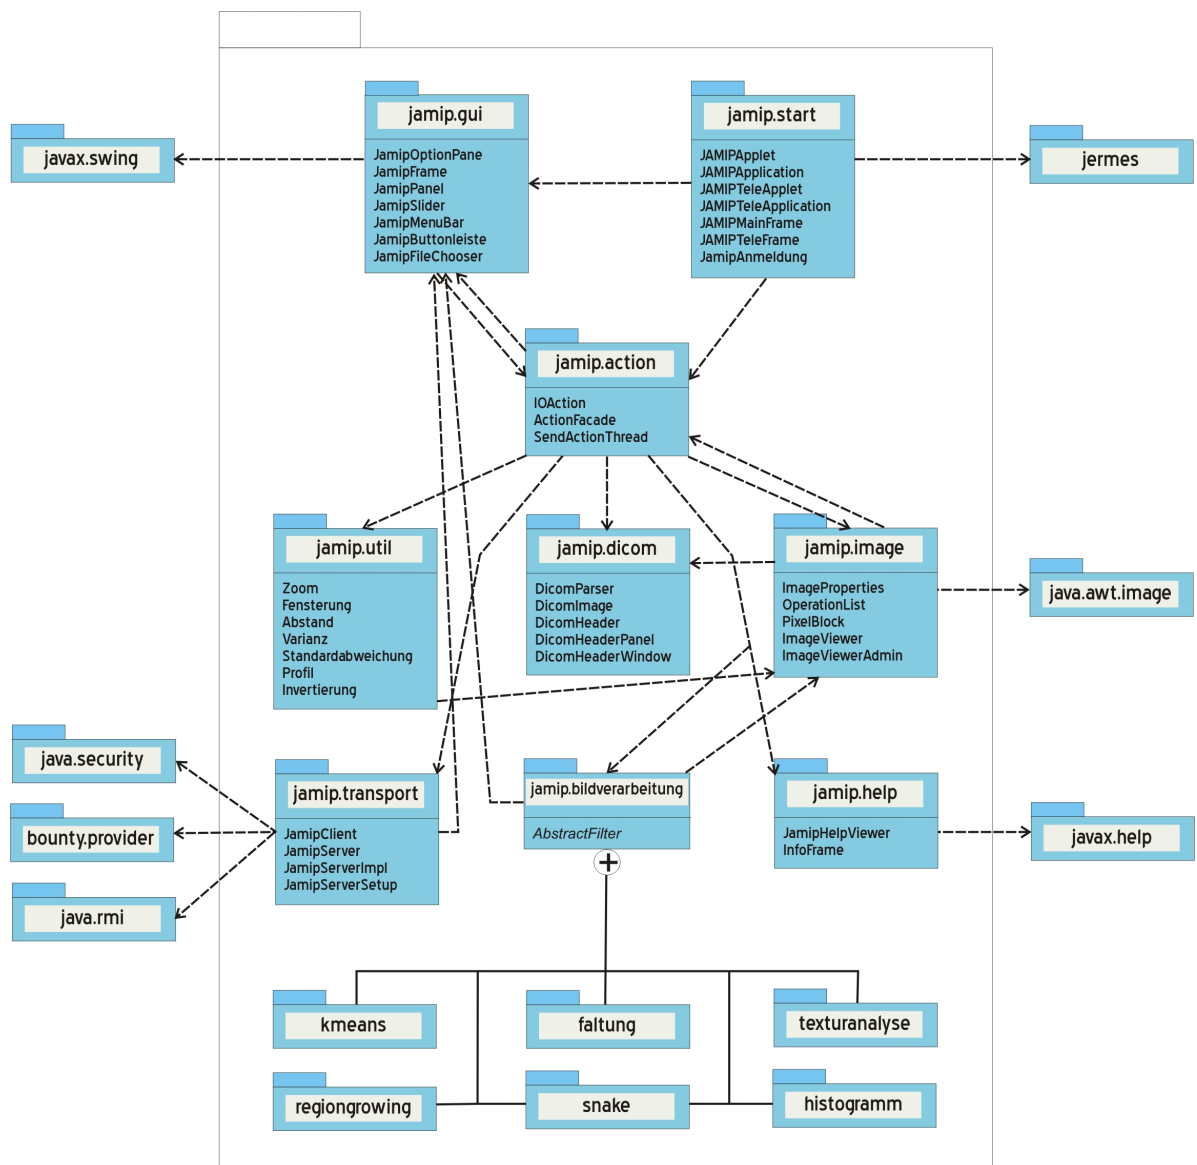 jamip.gui
JamipOptionPane
JamipFrame
JamipPanel
JamipSlider
JamipMenuBar
JamipButtonleiste
JamipFileChooser
jamip.start
JAMIPApplet
JAMIPApplication
JAMIPTeleApplet
JAMIPTeleApplication
JAMIPMainFrame
JAMIPTeleFrame
JamipAnmeldung
javax.swing
jermes
jamip.action
IOAction
ActionFacade
SendActionThread
jamip.util
Zoom
Fensterung
Abstand
Varianz
Standardabweichung
Profil
Invertierung
jamip.dicom
DicomParser
DicomImage
DicomHeader
DicomHeaderPanel
DicomHeaderWindow
jamip.image
ImageProperties
OperationList
PixelBlock
ImageViewer
ImageViewerAdmin
java.awt.image
java.security
bounty.provider
java.rmi
jamip.transport
JamipClient
JamipServer
JamipServerImpl
JamipServerSetup
jamip.bildverarbeitung
AbstractFilter
jamip.help
JamipHelpViewer
InfoFrame
javax.help
kmeans
faltung
texturanalyse
regiongrowing
snake
histogramm